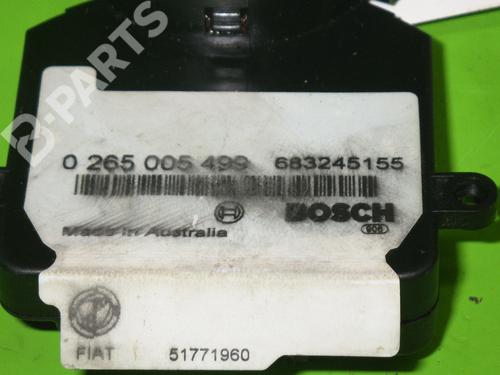 B-PARTS
0 265 005 499 683245155
Made in Australia BOSCH
FIAT 51771960